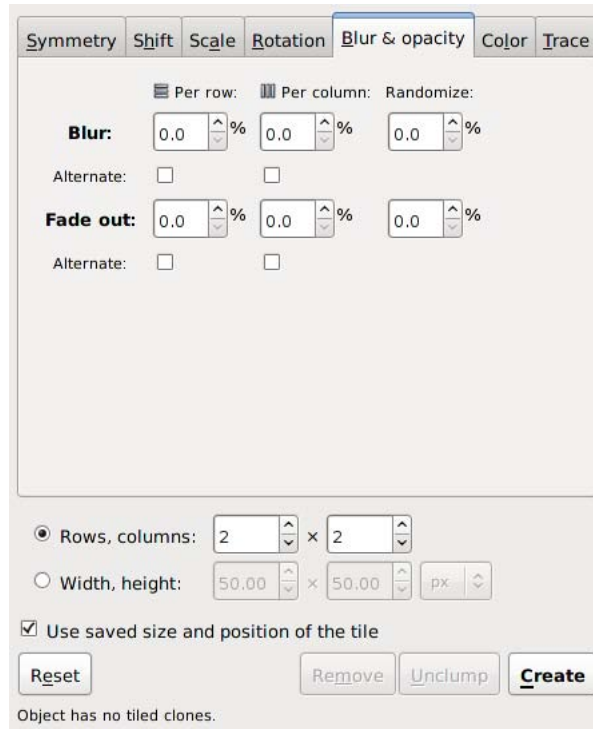 Symmetry Shift Scale Rotation Blur & opacity Color Trace
Per row: Per column: Randomize:
Blur: 0.0 % 0.0 % 0.0 %
Alternate:
Fade out: 0.0 % 0.0 % 0.0 %
Alternate:
Rows, columns: 2 × 2
Width, height: 50.00 × 50.00 px
Use saved size and position of the tile
Reset Remove Unclump Create
Object has no tiled clones.